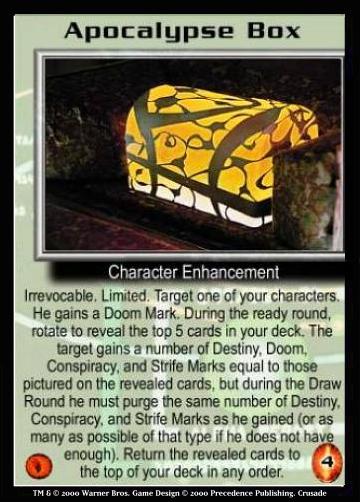 Apocalypse Box
Character Enhancement
Irrevocable. Limited. Target one of your characters.
He gains a Doom Mark. During the ready round,
rotate to reveal the top 5 cards in your deck. The
target gains a number of Destiny, Doom,
Conspiracy, and Strife Marks equal to those
pictured on the revealed cards, but during the Draw
Round he must purge the same number of Destiny,
Conspiracy, and Strife Marks as he gained (or as
many as possible of that type if he does not have
enough). Return the revealed cards to
the top of your deck in any order.
4
TM & © 2000 Warner Bros. Game Design © 2000 Precedence Publishing. Crusade